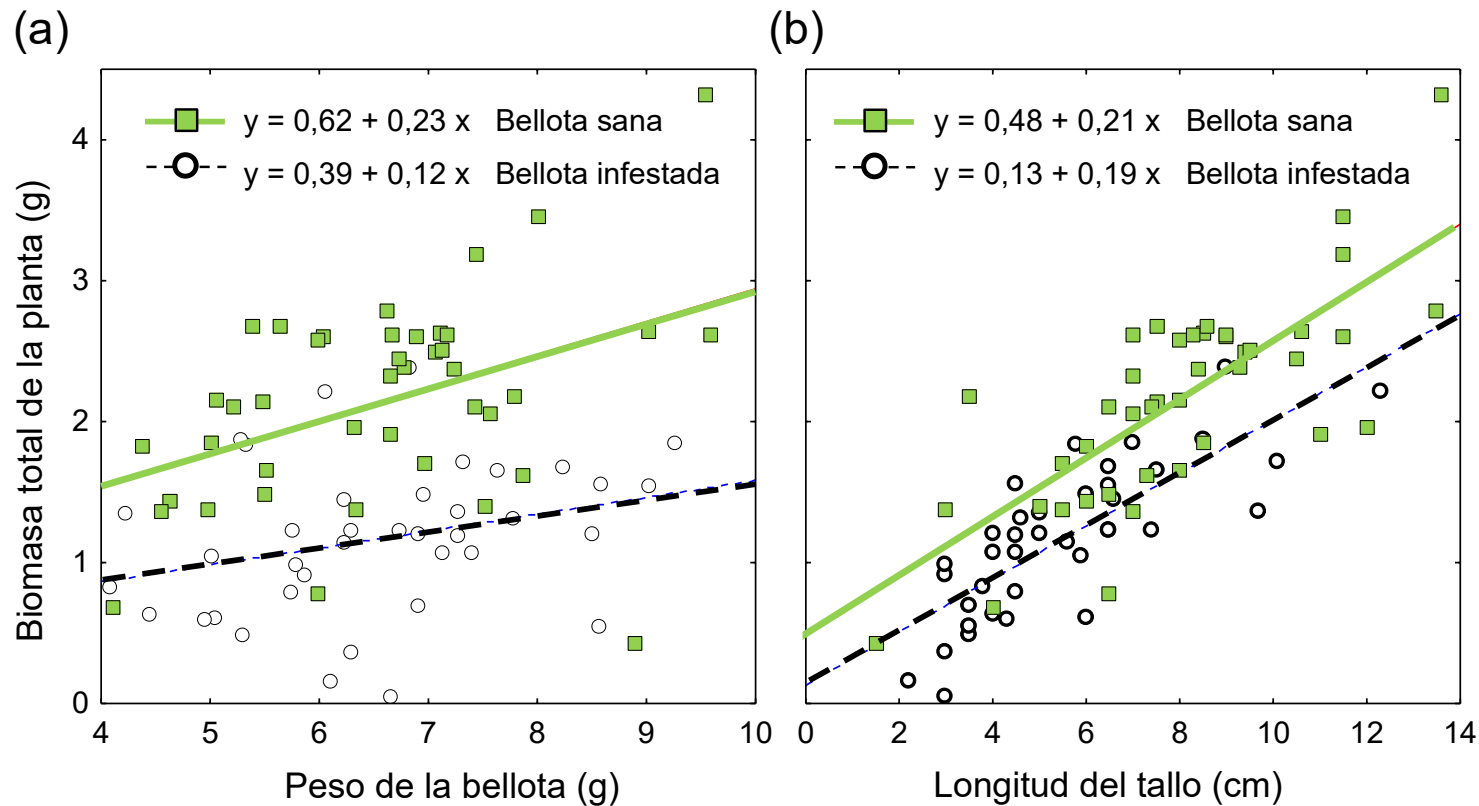 (a)
(b)
y = 0,62 + 0,23 x Bellota sana
y = 0,39 + 0,12 x Bellota infestada
y = 0,48 + 0,21 x Bellota sana
y = 0,13 + 0,19 x Bellota infestada
Biomasa total de la planta (g)
4
3
2
1
0
4 5 6 7 8 9 10
0 2 4 6 8 10 12 14
Peso de la bellota (g)
Longitud del tallo (cm)